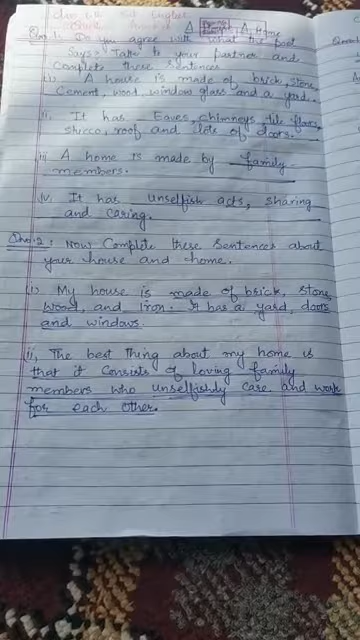 A House, A Home
Que.1. Do you agree with what the poet
says? Talk to your partner and
complete these sentences
i) A house is made of brick, stone,
cement, wood, window glass and a yard.
ii. It has Eaves, chimneys, tile floors,
stucco, roof and lots of doors.
iii A home is made by family
members.
iv. It has unselfish acts, sharing
and caring.
Que.2: Now Complete these Sentences about
your house and home.
i) My house is made of brick, stone,
wood, and Iron. It has a yard, doors
and windows.
ii, The best thing about my home is
that it consists of loving family
members who unselfishly care and work
for each other.